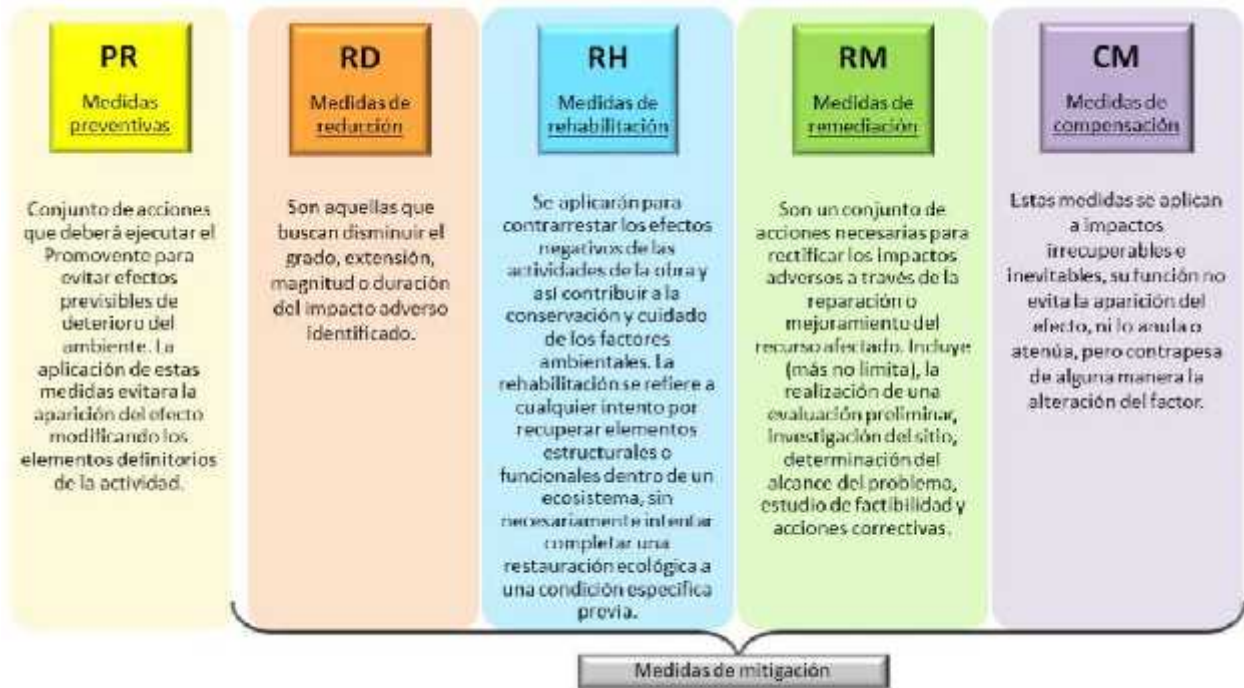 PR
Medidas
preventivas
Conjunto de acciones
que deberá ejecutar el
Promovente para
evitar efectos
previsibles de
deterioro del
ambiente. La
aplicación de estas
medidas evitara la
aparición del efecto
modificando los
elementos definitorios
de la actividad.
RD
Medidas de
reducción
Son aquellas que
buscan disminuir el
grado, extensión,
magnitud o duración
del impacto adverso
identificado.
RH
Medidas de
rehabilitación
Se aplicarán para
contrarrestar los efectos
negativos de las
actividades de la obra y
así contribuir a la
conservación y cuidado
de los factores
ambientales. La
rehabilitación se refiere a
cualquier intento por
recuperar elementos
estructurales o
funcionales dentro de un
ecosistema, sin
necesariamente intentar
completar una
restauración ecológica a
una condición específica
previa.
RM
Medidas de
remediación
Son un conjunto de
acciones necesarias para
rectificar los impactos
adversos a través de la
reparación o
mejoramiento del
recurso afectado. Incluye
(más no limita), la
realización de una
evaluación preliminar,
investigación del sitio,
determinación del
alcance del problema,
estudio de factibilidad y
acciones correctivas.
CM
Medidas de
compensación
Estas medidas se aplican
a impactos
irrecuperables e
inevitables, su función no
evita la aparición del
efecto, ni lo anula o
atenúa, pero contrapesa
de alguna manera la
alteración del factor.
Medidas de mitigación